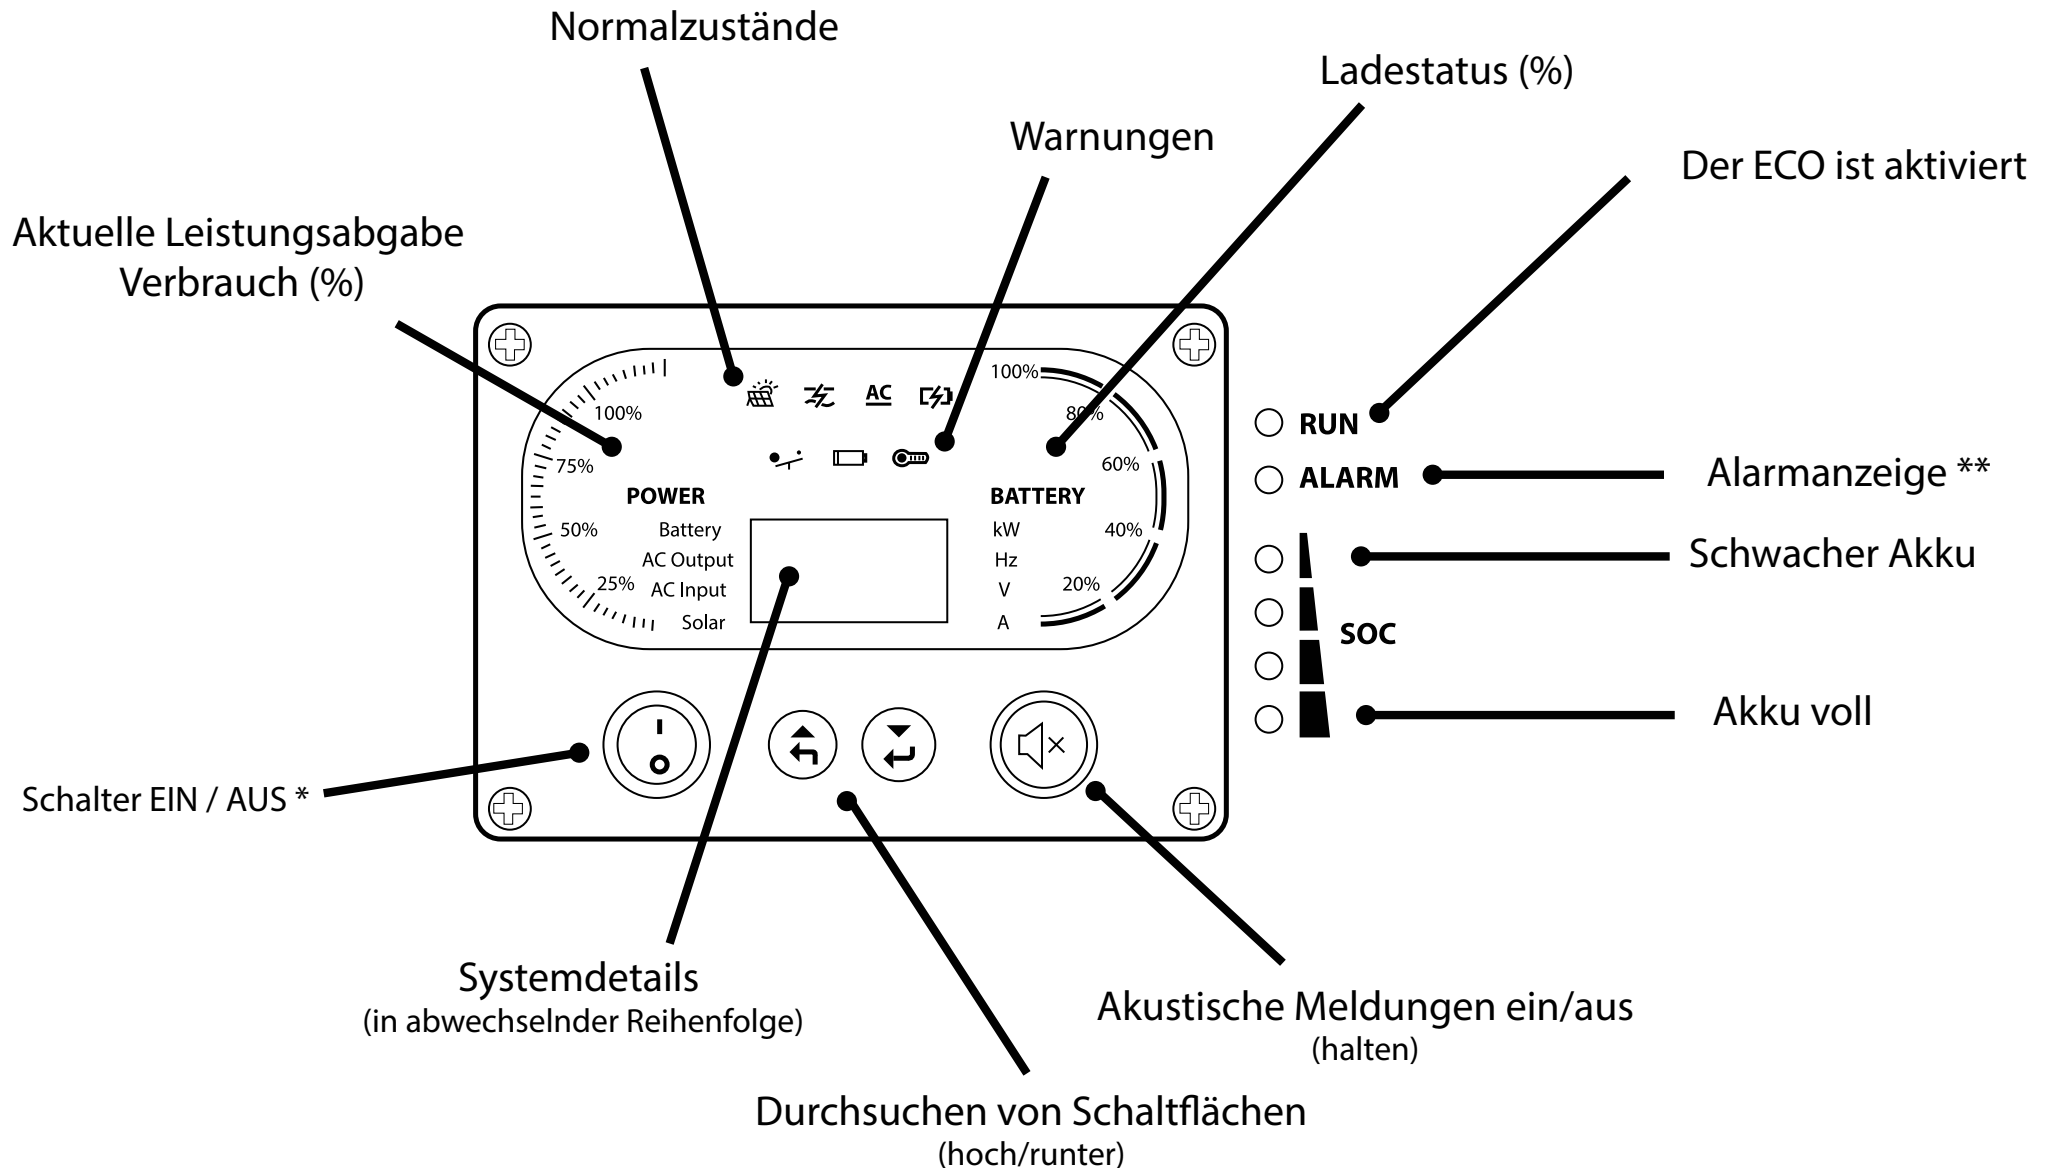 Normalzustände
Ladestatus (%)
Warnungen
Der ECO ist aktiviert
Aktuelle Leistungsabgabe
Verbrauch (%)
100%
75%
50%
25%
AC
100%
80%
60%
40%
20%
POWER
Battery
AC Output
AC Input
Solar
BATTERY
kW
Hz
V
A
RUN
ALARM
SOC
Alarmanzeige **
Schwacher Akku
Akku voll
Schalter EIN / AUS *
Systemdetails
(in abwechselnder Reihenfolge)
Akustische Meldungen ein/aus
(halten)
Durchsuchen von Schaltflächen
(hoch/runter)